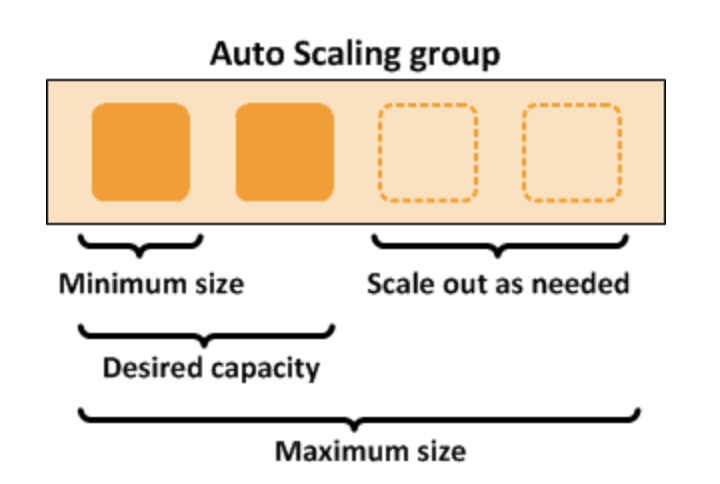 Auto Scaling group
Minimum size
Scale out as needed
Desired capacity
Maximum size